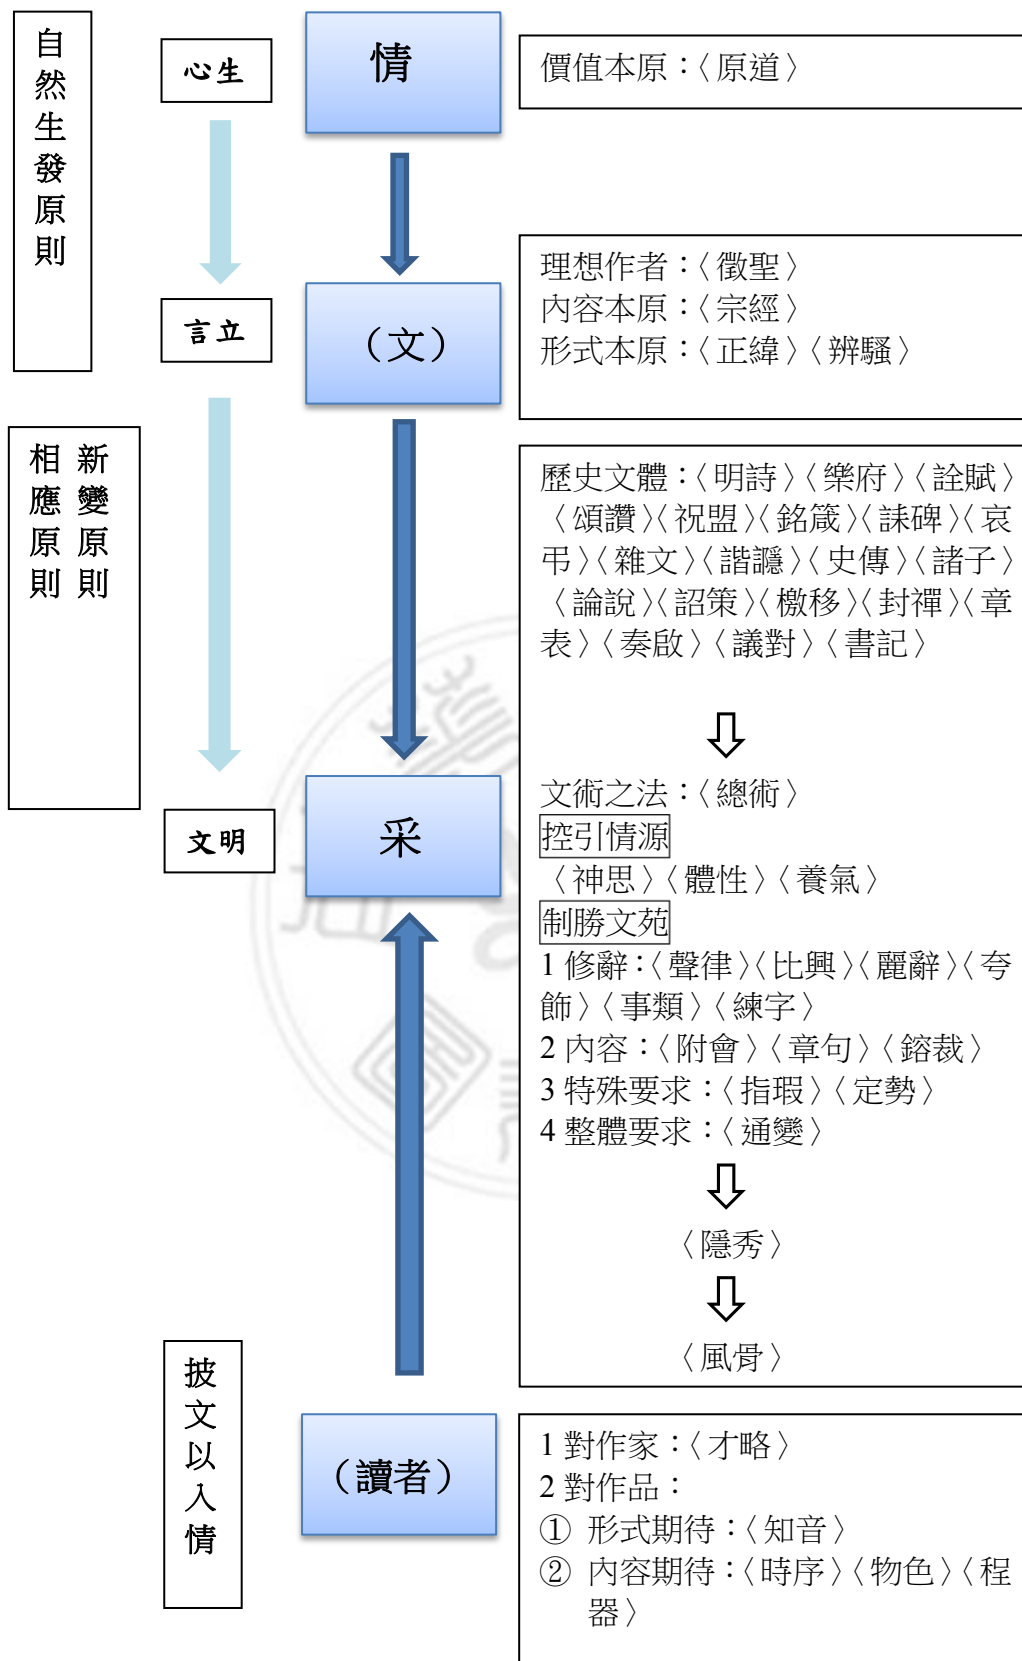 自然生發原則
心生
情
價值本原：〈原道〉
言立
（文）
理想作者：〈徵聖〉
內容本原：〈宗經〉
形式本原：〈正緯〉〈辨騷〉
新變原則
相應原則
歷史文體：〈明詩〉〈樂府〉〈詮賦〉
〈頌讚〉〈祝盟〉〈銘箴〉〈誄碑〉〈哀
弔〉〈雜文〉〈諧讔〉〈史傳〉〈諸子〉
〈論說〉〈詔策〉〈檄移〉〈封禪〉〈章
表〉〈奏啟〉〈議對〉〈書記〉
文明
采
文術之法：〈總術〉
控引情源
〈神思〉〈體性〉〈養氣〉
制勝文苑
1 修辭：〈聲律〉〈比興〉〈麗辭〉〈夸
飾〉〈事類〉〈練字〉
2 內容：〈附會〉〈章句〉〈鎔裁〉
3 特殊要求：〈指瑕〉〈定勢〉
4 整體要求：〈通變〉
〈隱秀〉
〈風骨〉
披文以入情
（讀者）
1 對作家：〈才略〉
2 對作品：
① 形式期待：〈知音〉
② 內容期待：〈時序〉〈物色〉〈程
器〉